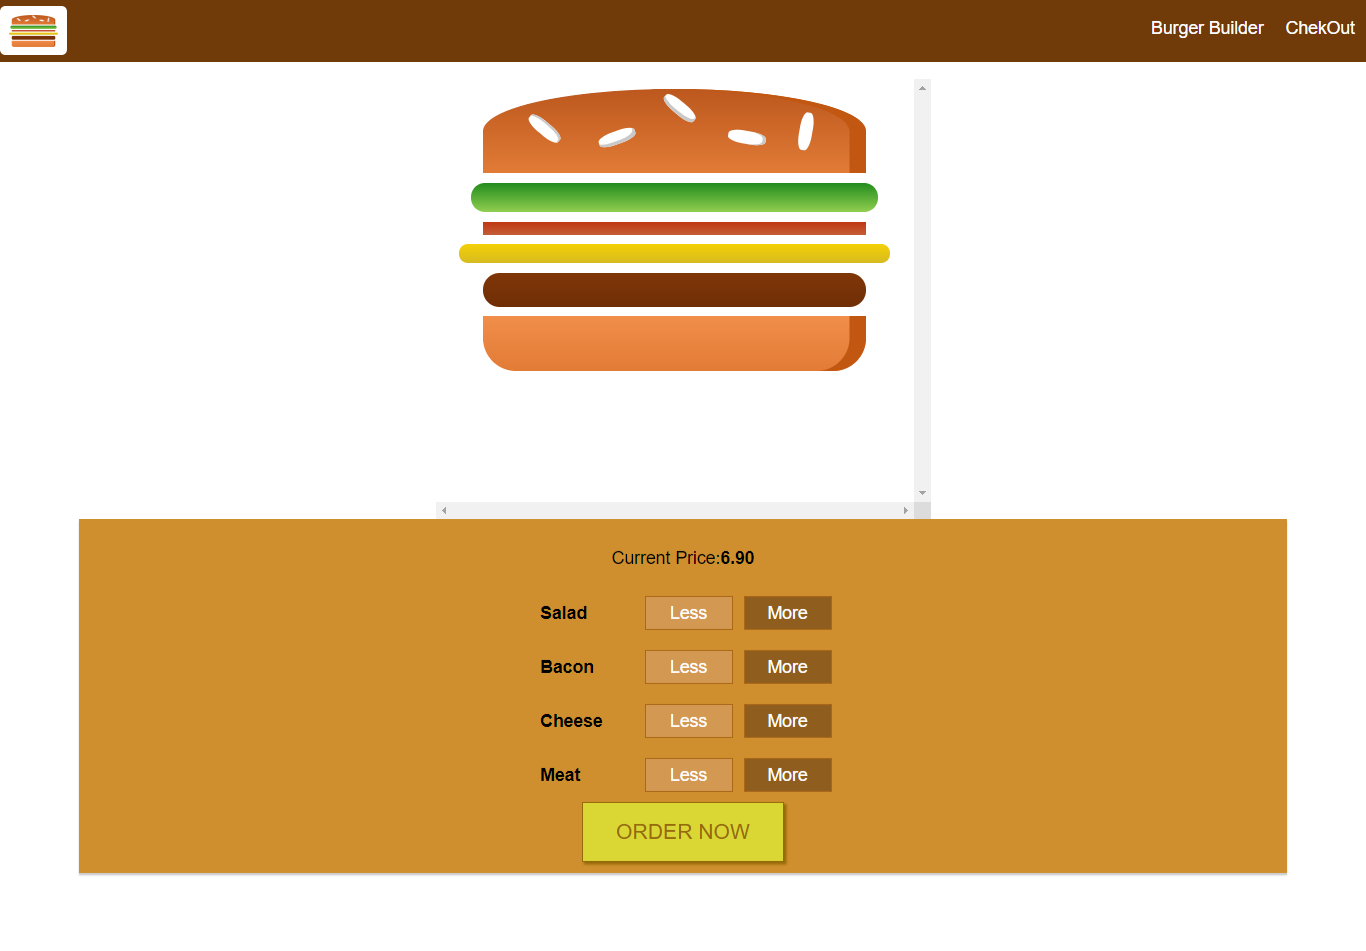 Burger Builder ChekOut
Current Price:6.90
Salad Less More
Bacon Less More
Cheese Less More
Meat Less More
ORDER NOW